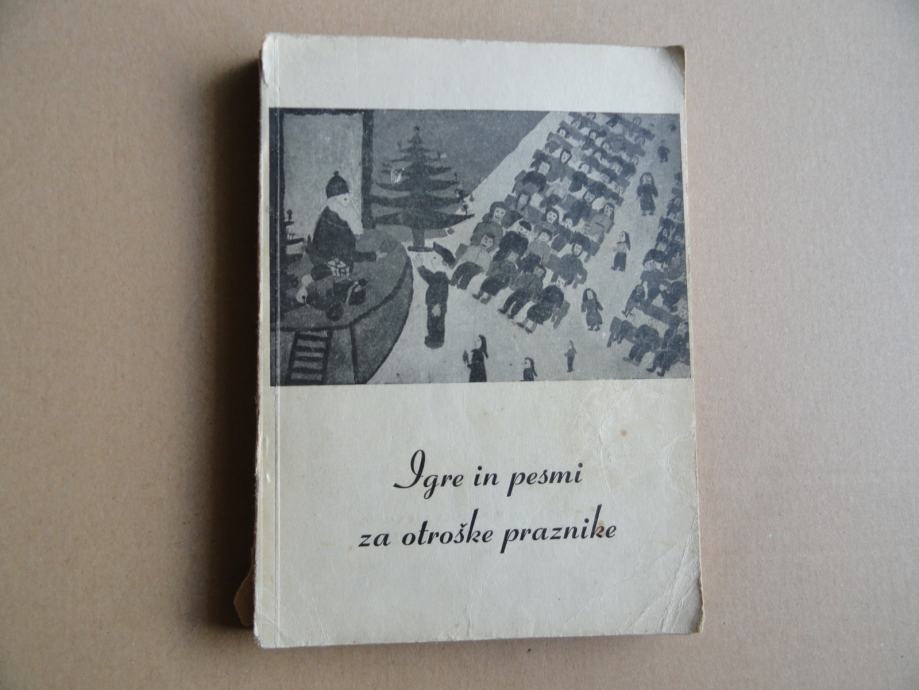 Igre in pesmi
za otroške praznike